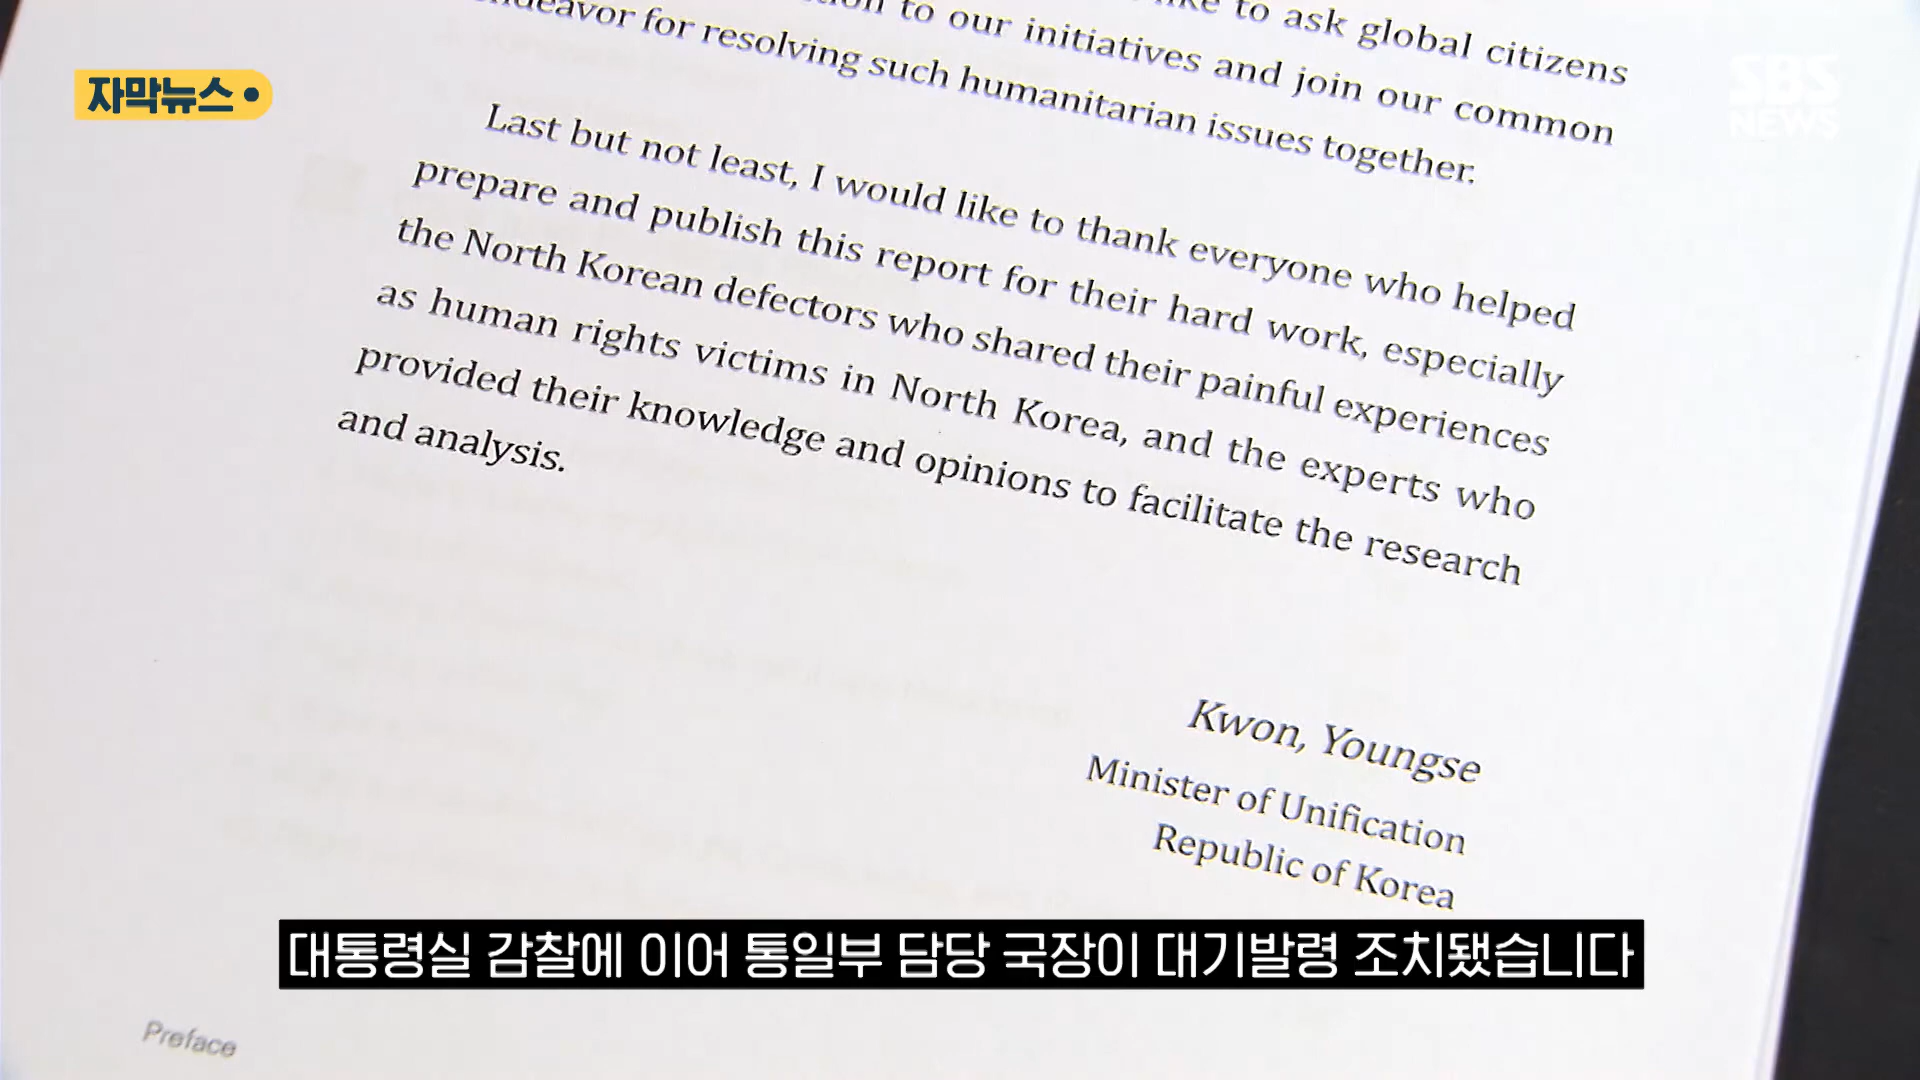 to ask global citizens
to our initiatives and join our common
for resolving such humanitarian issues together.
자막뉴스
SBS
NEWS
Last but not least, I would like to thank everyone who helped
prepare and publish this report for their hard work, especially
the North Korean defectors who shared their painful experiences
as human rights victims in North Korea, and the experts who
provided their knowledge and opinions to facilitate the research
and analysis.
Kwon, Youngse
Minister of Unification
Republic of Korea
대통령실 감찰에 이어 통일부 담당 국장이 대기발령 조치됐습니다
Preface